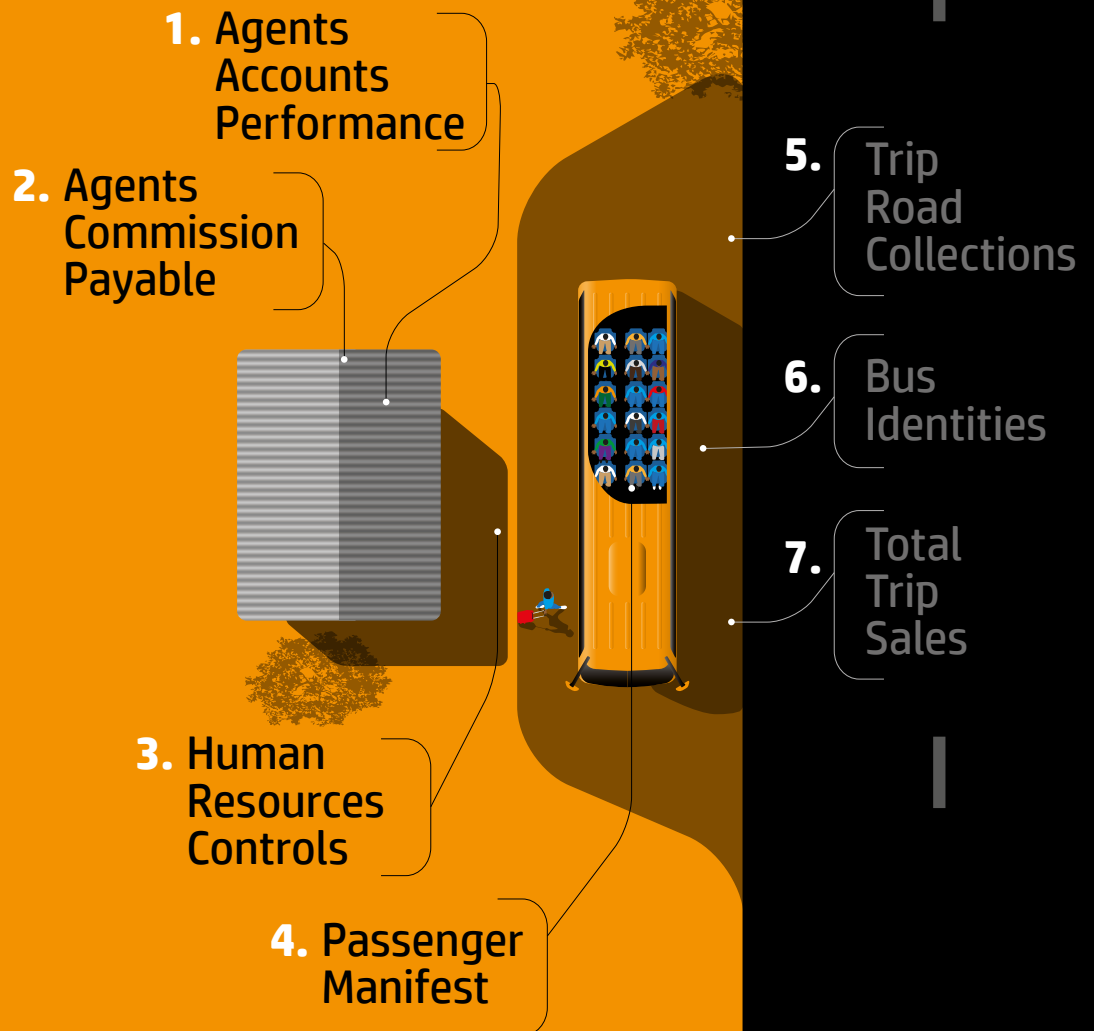 1. Agents
Accounts
Performance
2. Agents
Commission
Payable
3. Human
Resources
Controls
4. Passenger
Manifest
5. Trip
Road
Collections
6. Bus
Identities
7. Total
Trip
Sales